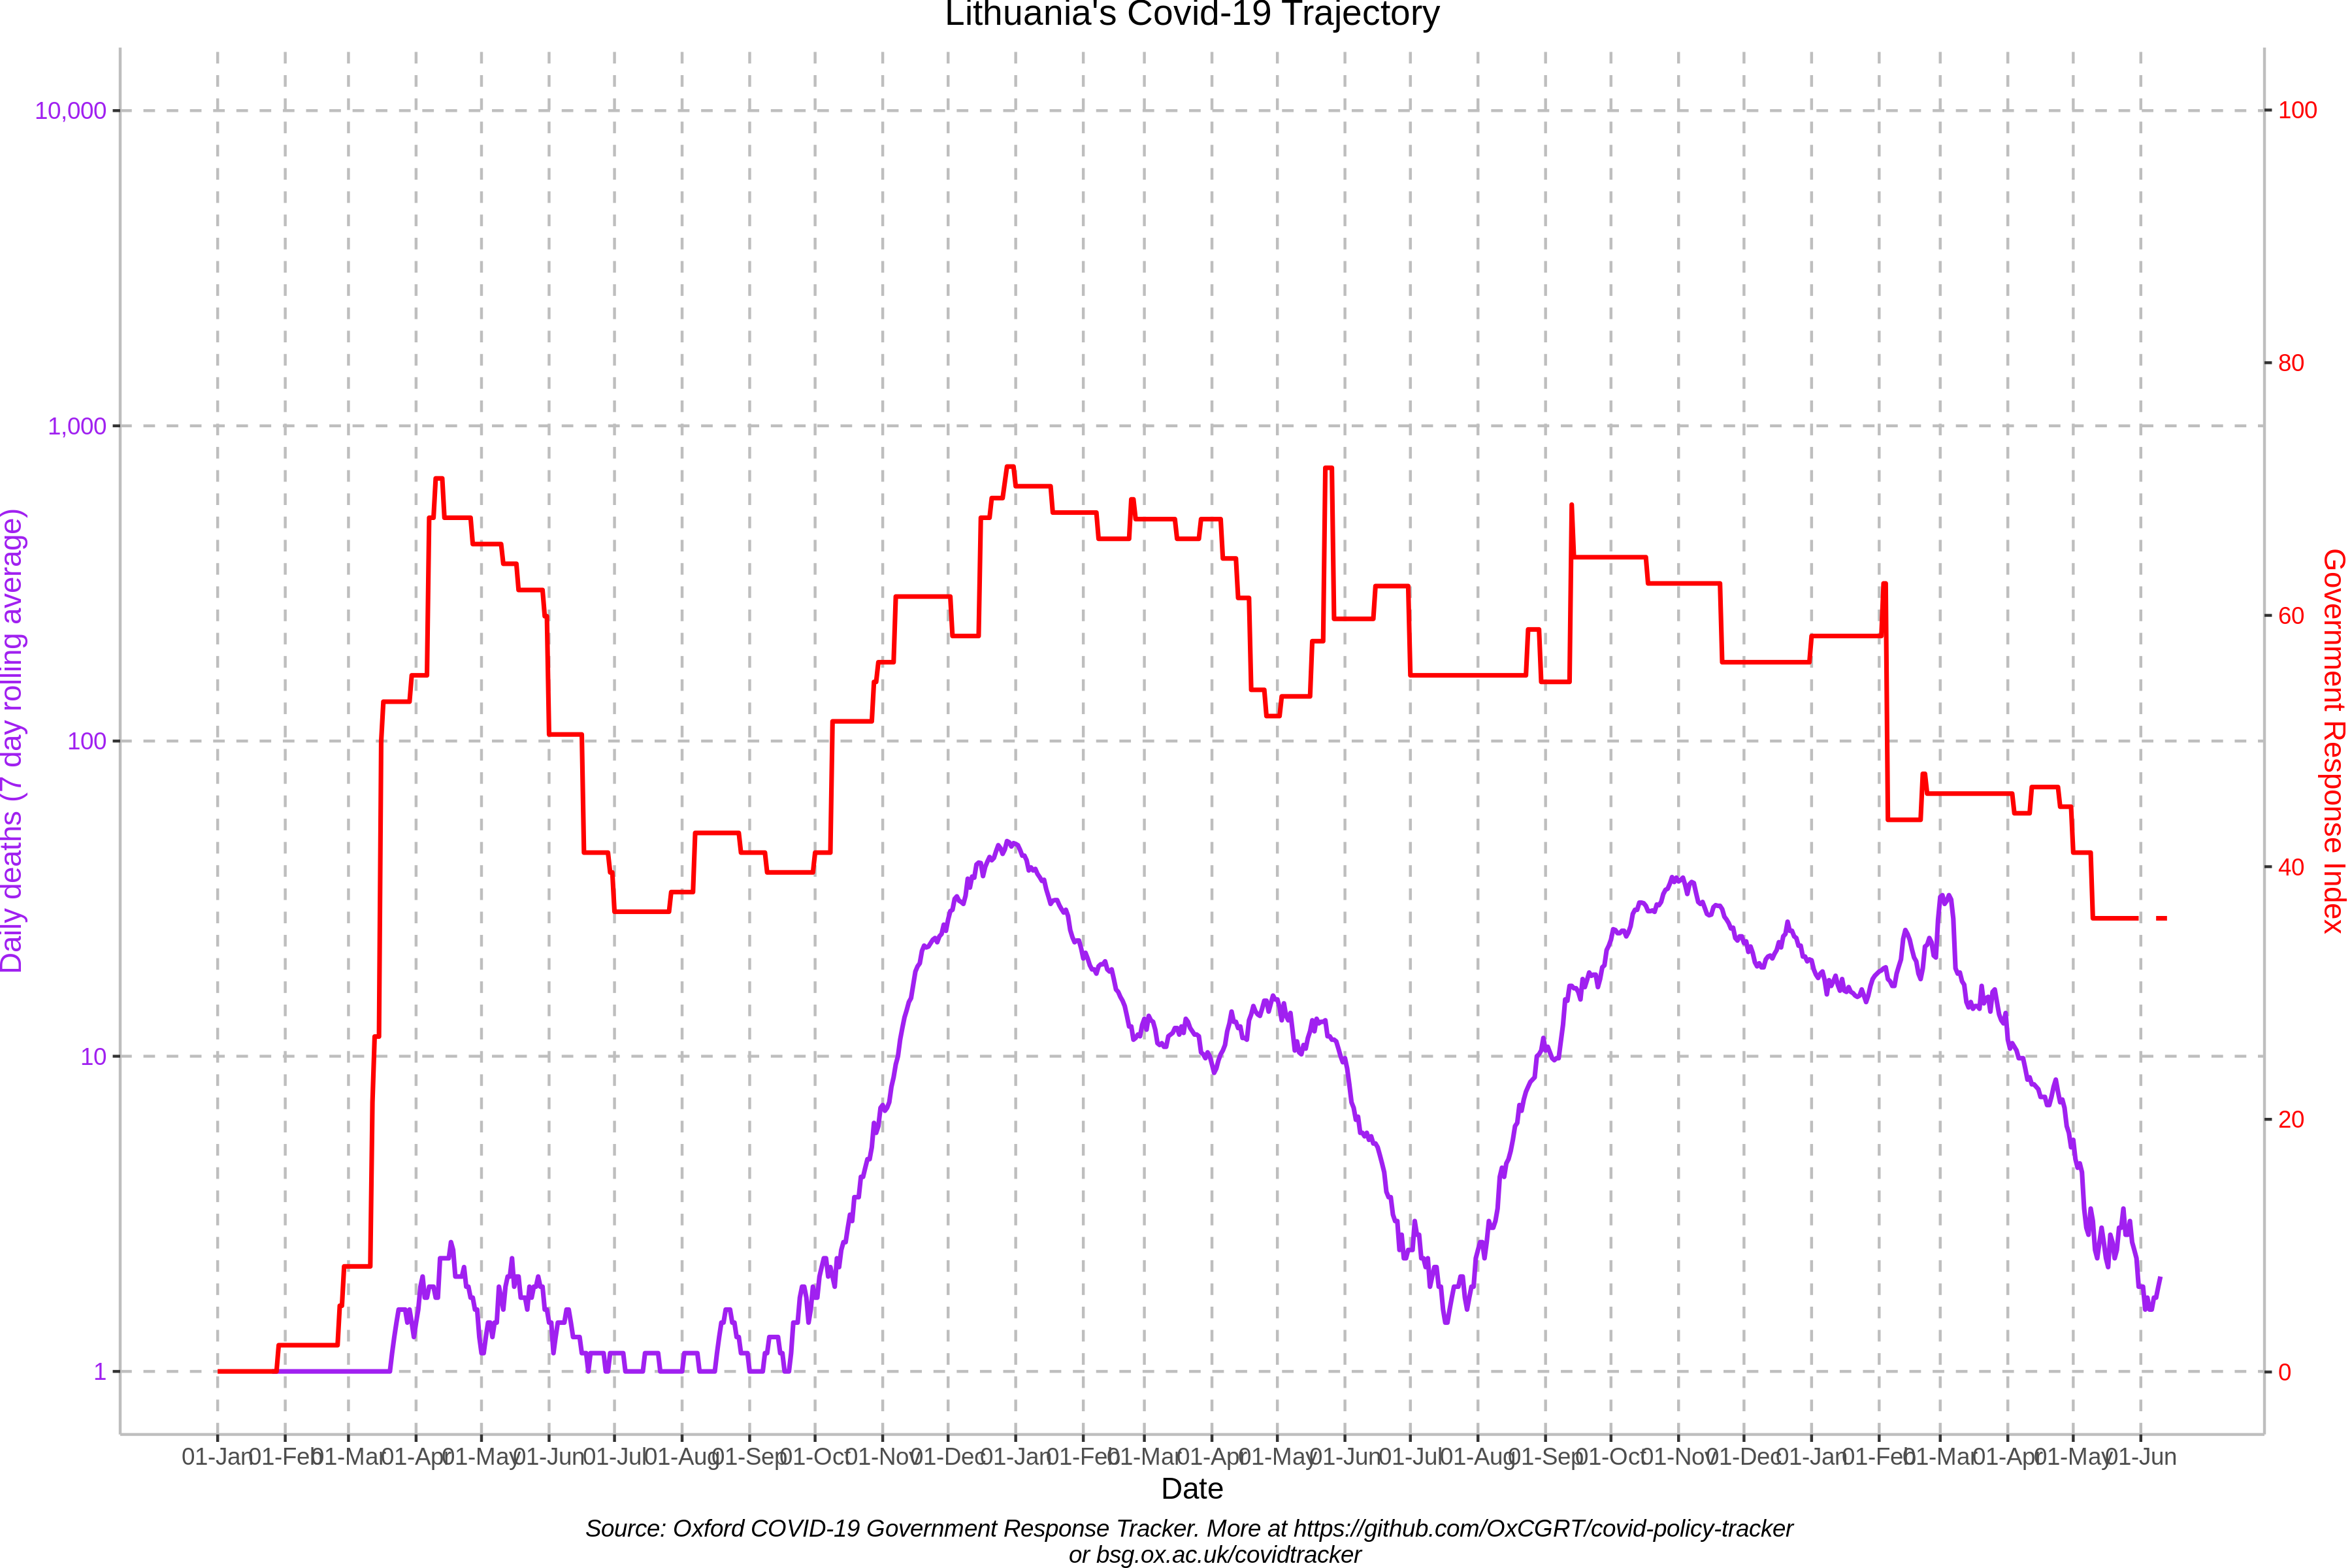 Lithuania's Covid-19 Trajectory
10,000
1,000
100
10
1
Daily deaths (7 day rolling average)
100
80
60
40
20
0
Government Response Index
01-Jan 01-Feb 01-Mar 01-Apr 01-May 01-Jun 01-Jul 01-Aug 01-Sep 01-Oct 01-Nov 01-Dec 01-Jan 01-Feb 01-Mar 01-Apr 01-May 01-Jun 01-Jul 01-Aug 01-Sep 01-Oct 01-Nov 01-Dec 01-Jan 01-Feb 01-Mar 01-Apr 01-May 01-Jun
Date
Source: Oxford COVID-19 Government Response Tracker. More at https://github.com/OxCGRT/covid-policy-tracker
or bsg.ox.ac.uk/covidtracker